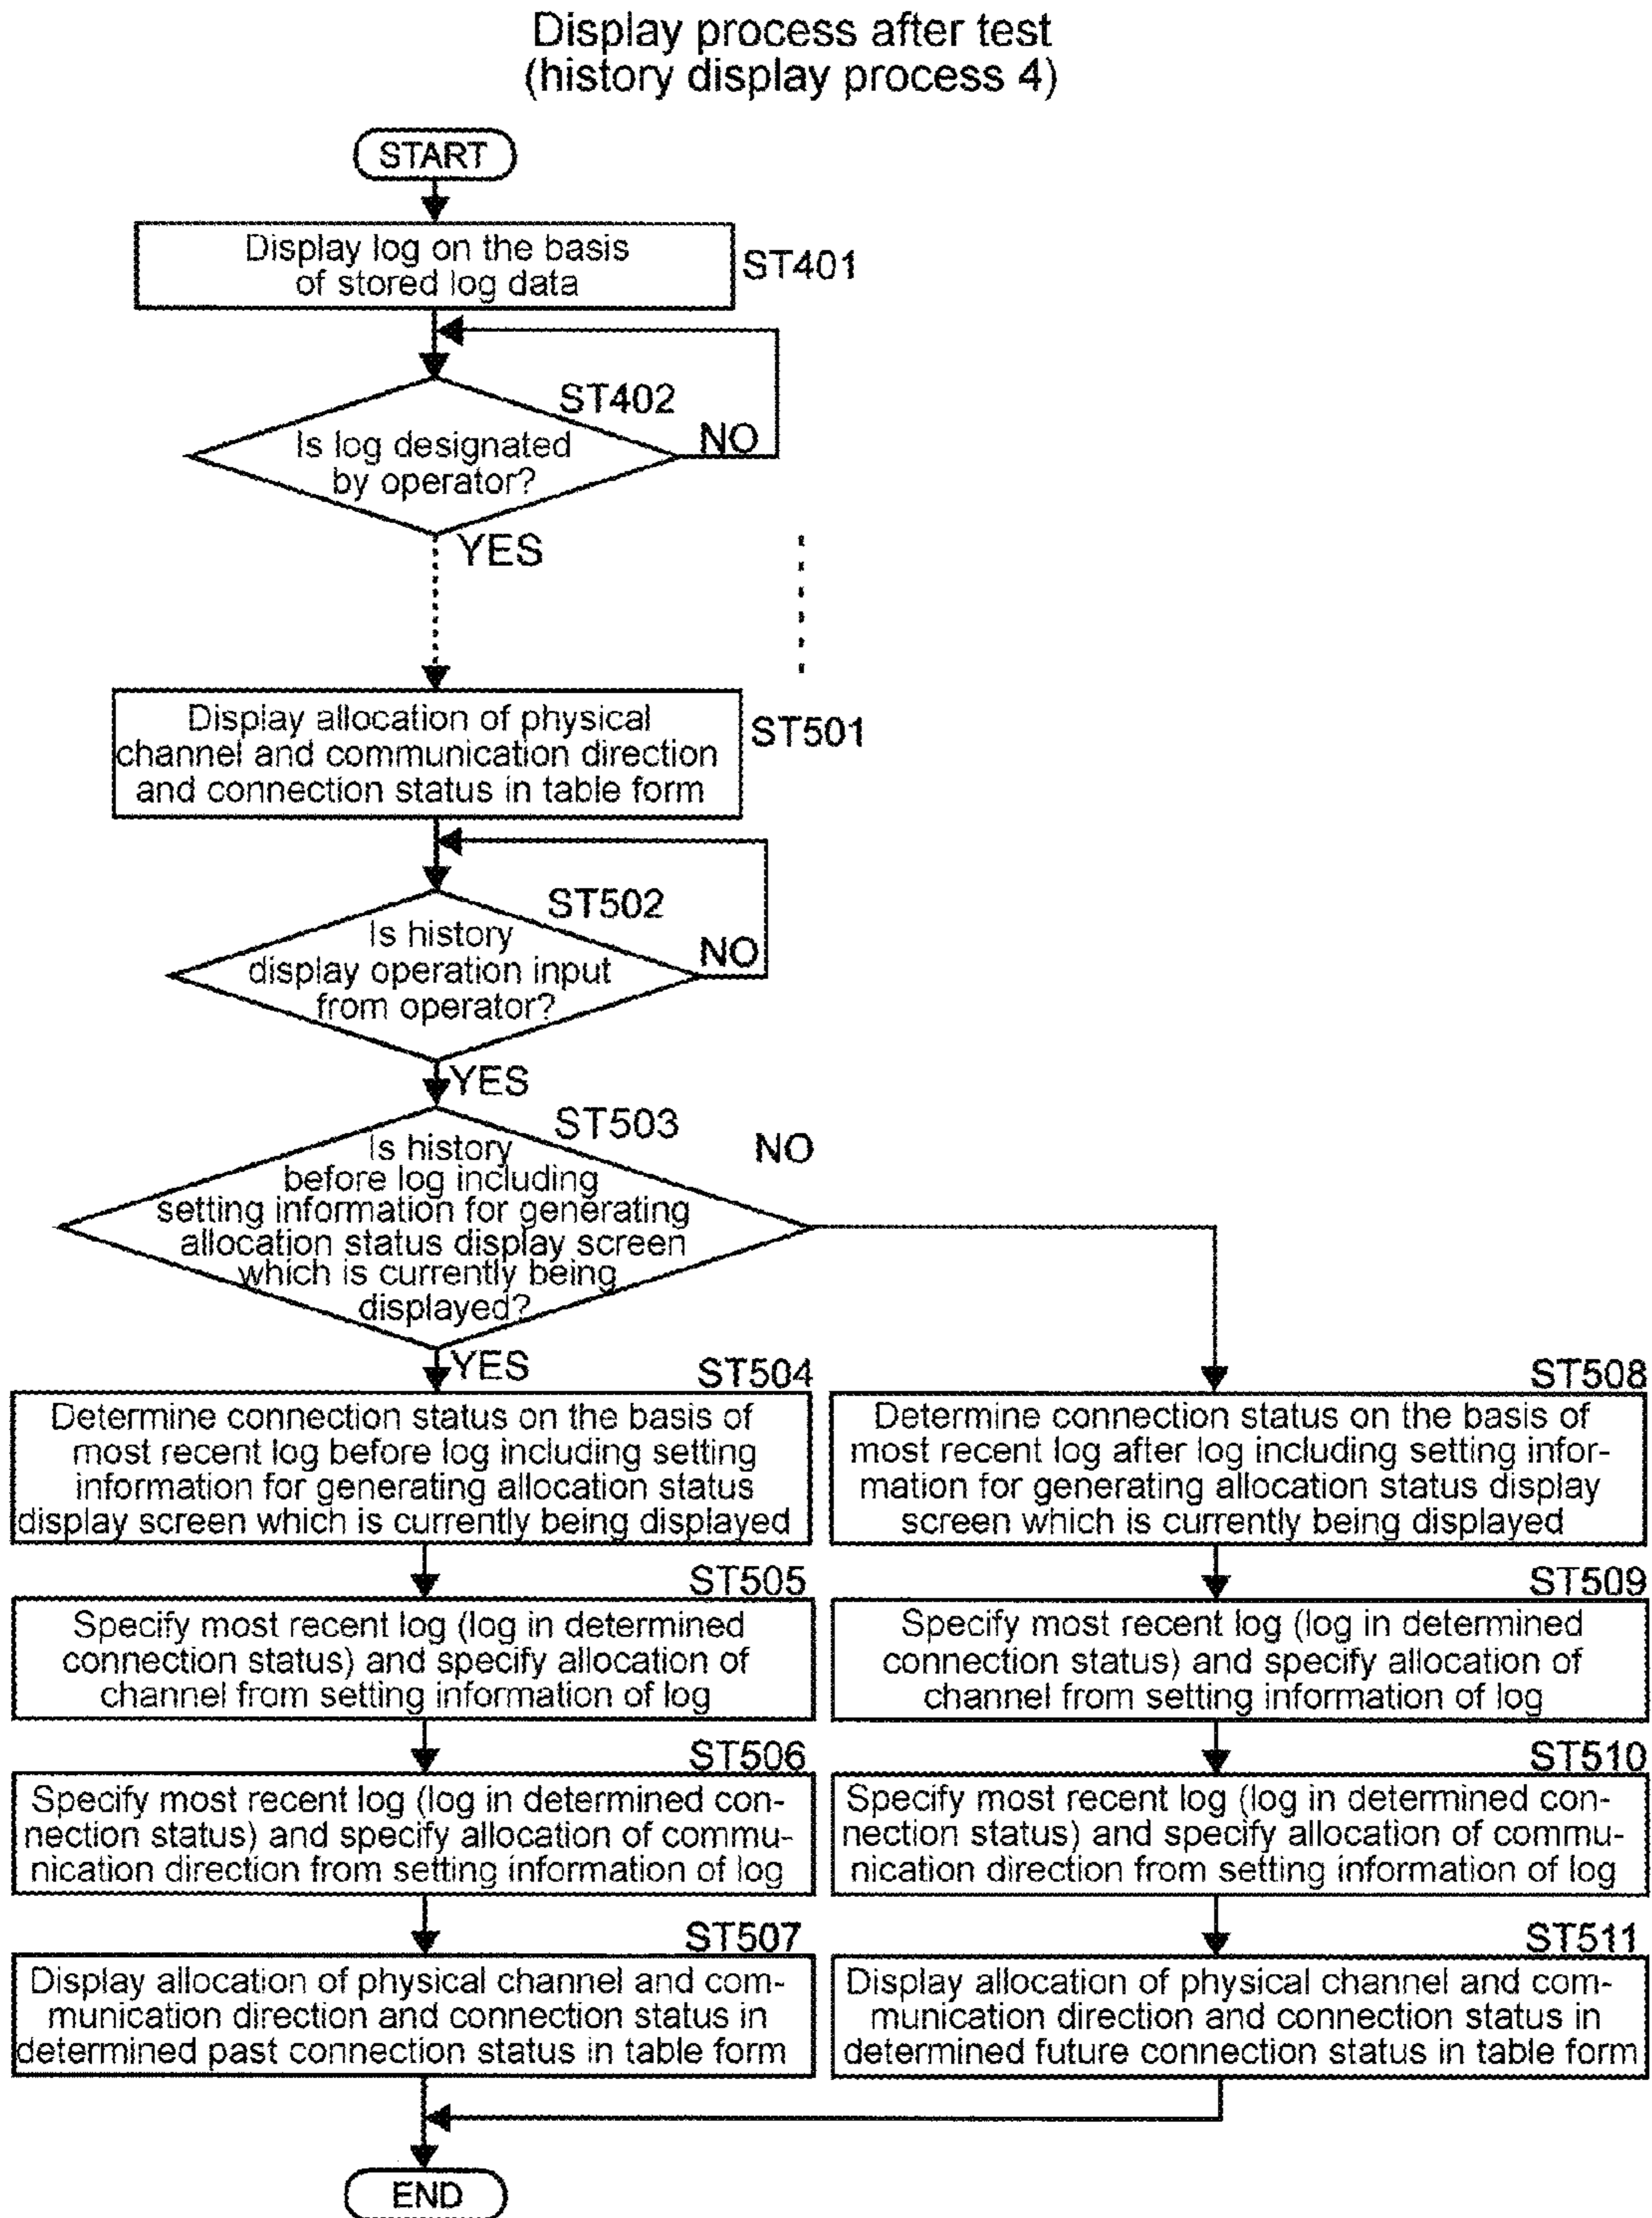 Display process after test
(history display process 4)
START
Display log on the basis
of stored log data
ST401
ST402
Is log designated
by operator?
NO
YES
Display allocation of physical
channel and communication direction
and connection status in table form
ST501
ST502
Is history
display operation input
from operator?
NO
YES
ST503
Is history
before log including
setting information for generating
allocation status display screen
which is currently being
displayed?
NO
YES
ST504
Determine connection status on the basis of
most recent log before log including setting
information for generating allocation status
display screen which is currently being displayed
ST505
Specify most recent log (log in determined
connection status) and specify allocation of
channel from setting information of log
ST506
Specify most recent log (log in determined con-
nection status) and specify allocation of commu-
nication direction from setting information of log
ST507
Display allocation of physical channel and com-
munication direction and connection status in
determined past connection status in table form
ST508
Determine connection status on the basis of
most recent log after log including setting infor-
mation for generating allocation status display
screen which is currently being displayed
ST509
Specify most recent log (log in determined
connection status) and specify allocation of
channel from setting information of log
ST510
Specify most recent log (log in determined con-
nection status) and specify allocation of commu-
nication direction from setting information of log
ST511
Display allocation of physical channel and com-
munication direction and connection status in
determined future connection status in table form
END